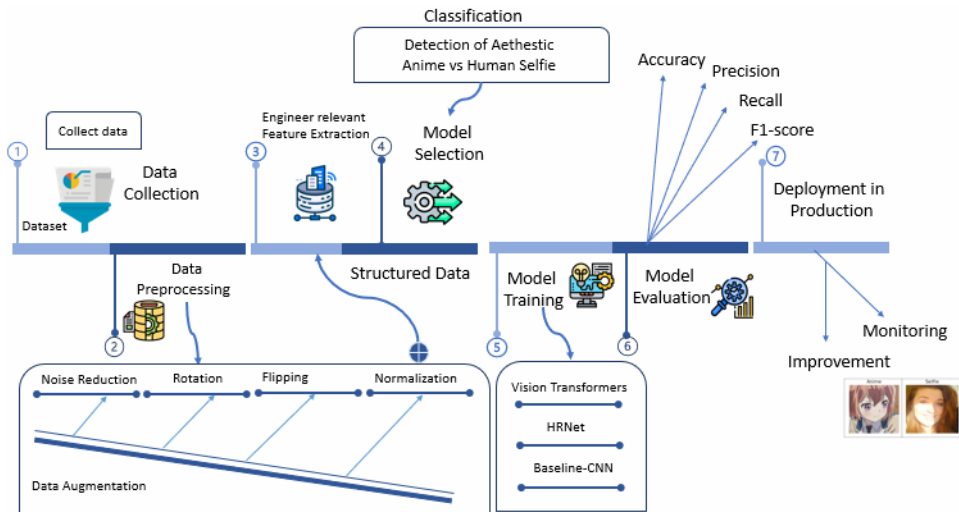 Classification
Detection of Aethestic
Anime vs Human Selfie
Accuracy
Precision
Recall
F1-score
Collect data
1
Data
Collection
Dataset
Engineer relevant
Feature Extraction
3
4
Model
Selection
7
Deployment in
Production
Data
Preprocessing
2
Structured Data
Model
Training
5
Model
Evaluation
6
Monitoring
Improvement
Anime
Selfie
Noise Reduction
Rotation
Flipping
Normalization
Data Augmentation
Vision Transformers
HRNet
Baseline-CNN